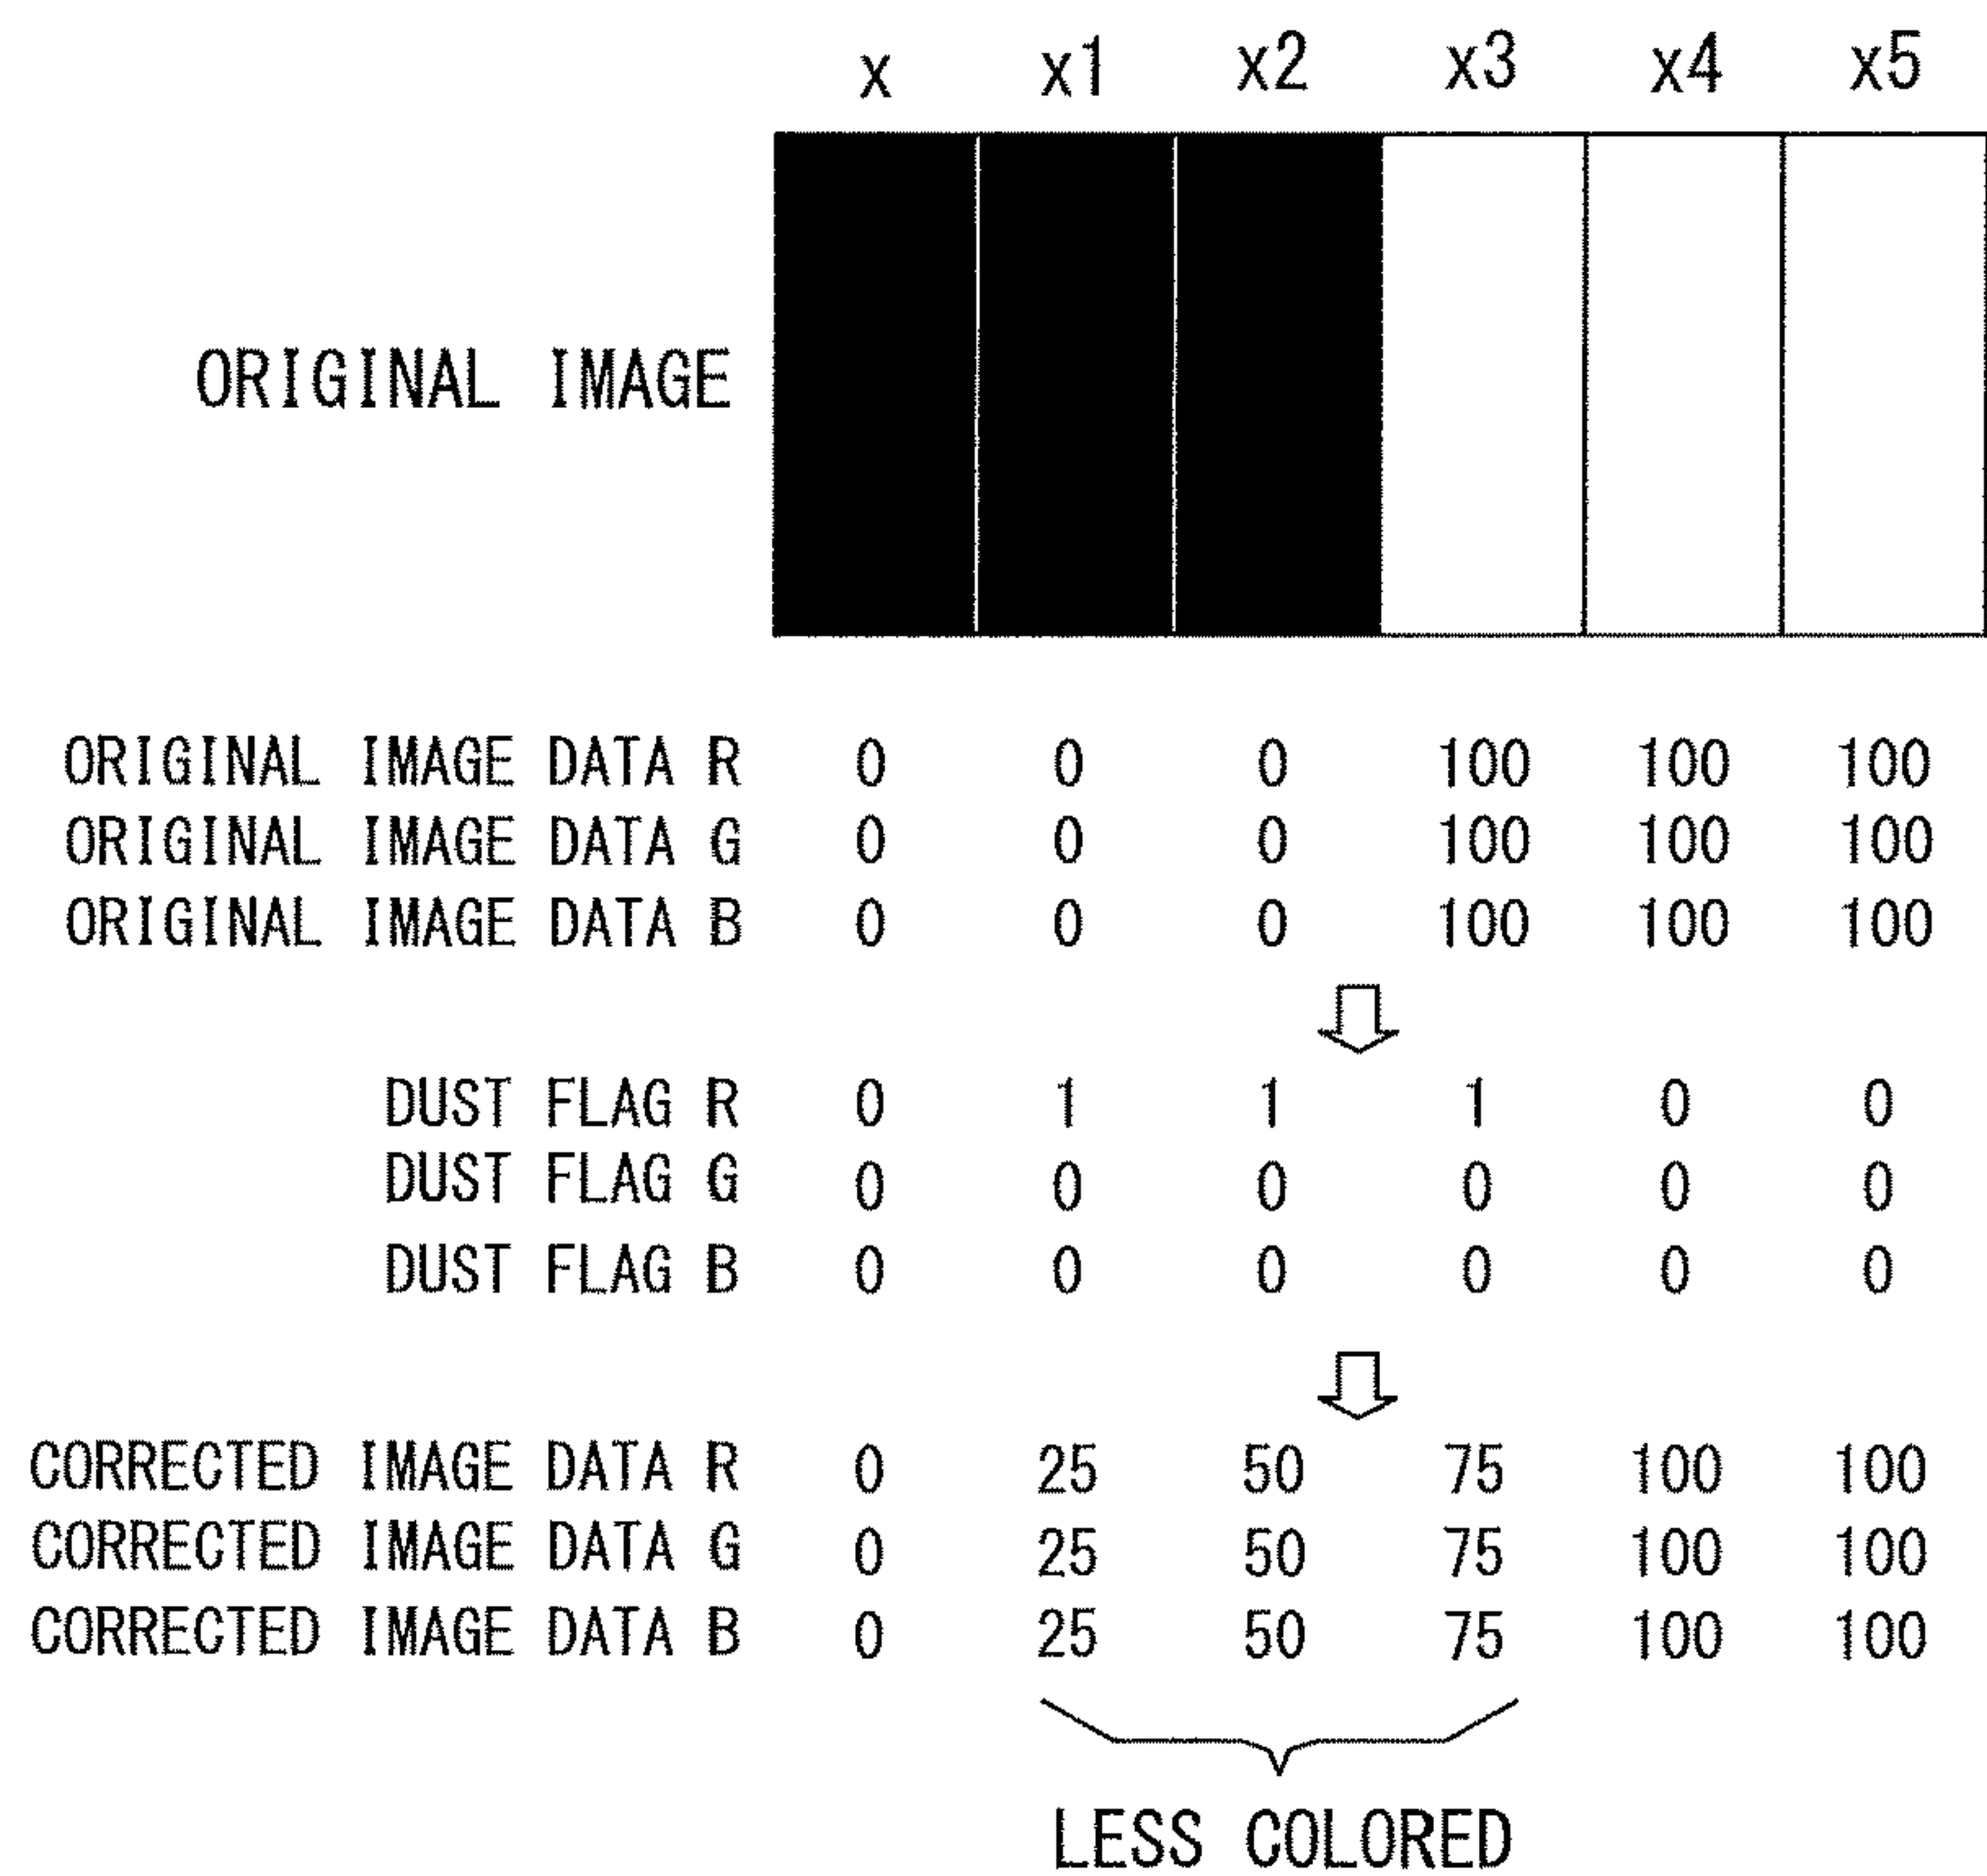 x x1 x2 x3 x4 x5
ORIGINAL IMAGE
ORIGINAL IMAGE DATA R 0 0 0 100 100 100
ORIGINAL IMAGE DATA G 0 0 0 100 100 100
ORIGINAL IMAGE DATA B 0 0 0 100 100 100
DUST FLAG R 0 1 1 1 0 0
DUST FLAG G 0 0 0 0 0 0
DUST FLAG B 0 0 0 0 0 0
CORRECTED IMAGE DATA R 0 25 50 75 100 100
CORRECTED IMAGE DATA G 0 25 50 75 100 100
CORRECTED IMAGE DATA B 0 25 50 75 100 100
LESS COLORED